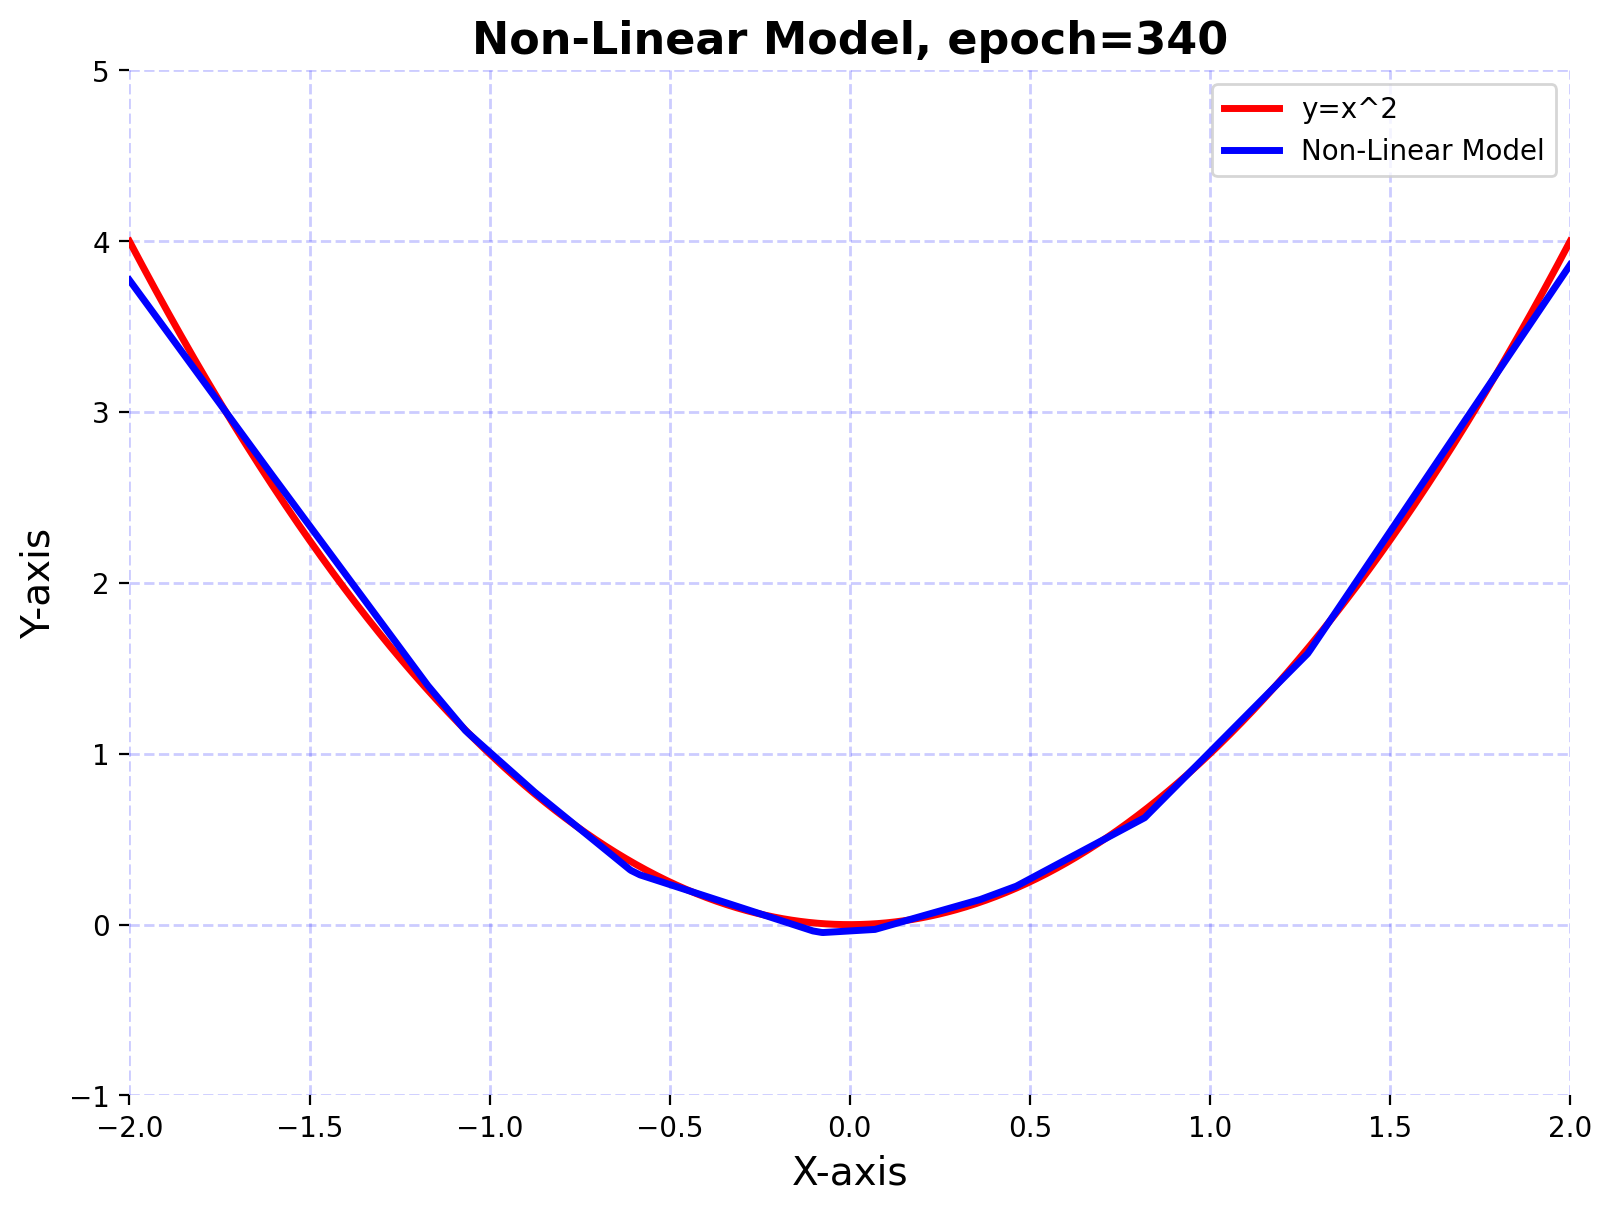 Non-Linear Model, epoch=340
y=x^2
Non-Linear Model
5
4
3
2
1
0
−1
Y-axis
−2.0 −1.5 −1.0 −0.5 0.0 0.5 1.0 1.5 2.0
X-axis